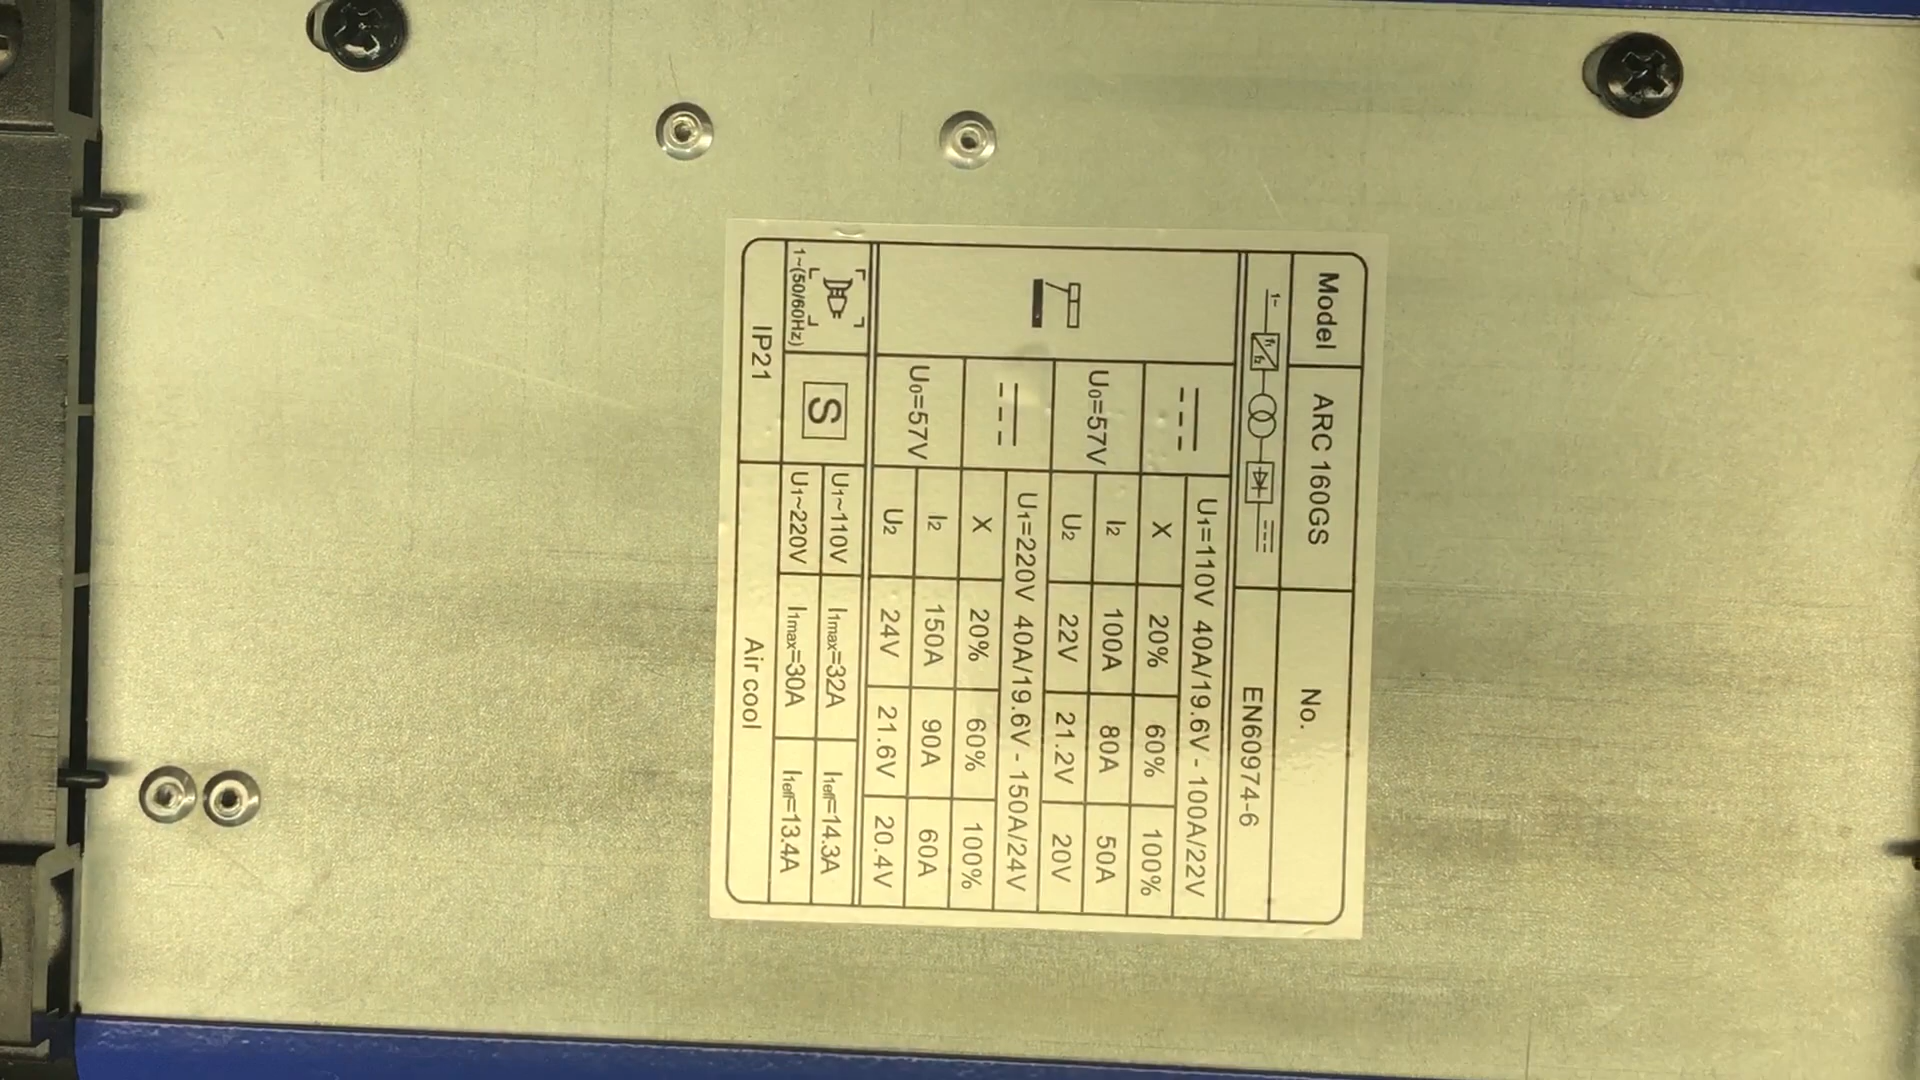 Model ARC 160GS No.
1~ f1 f2 EN60974-6
U1=110V 40A/19.6V - 100A/22V
X 20% 60% 100%
U0=57V I2 100A 80A 50A
U2 22V 21.2V 20V
U1=220V 40A/19.6V - 150A/24V
X 20% 60% 100%
U0=57V I2 150A 90A 60A
U2 24V 21.6V 20.4V
S U1~110V I1max=32A I1eff=14.3A
1~(50/60Hz) U1~220V I1max=30A I1eff=13.4A
IP21 Air cool